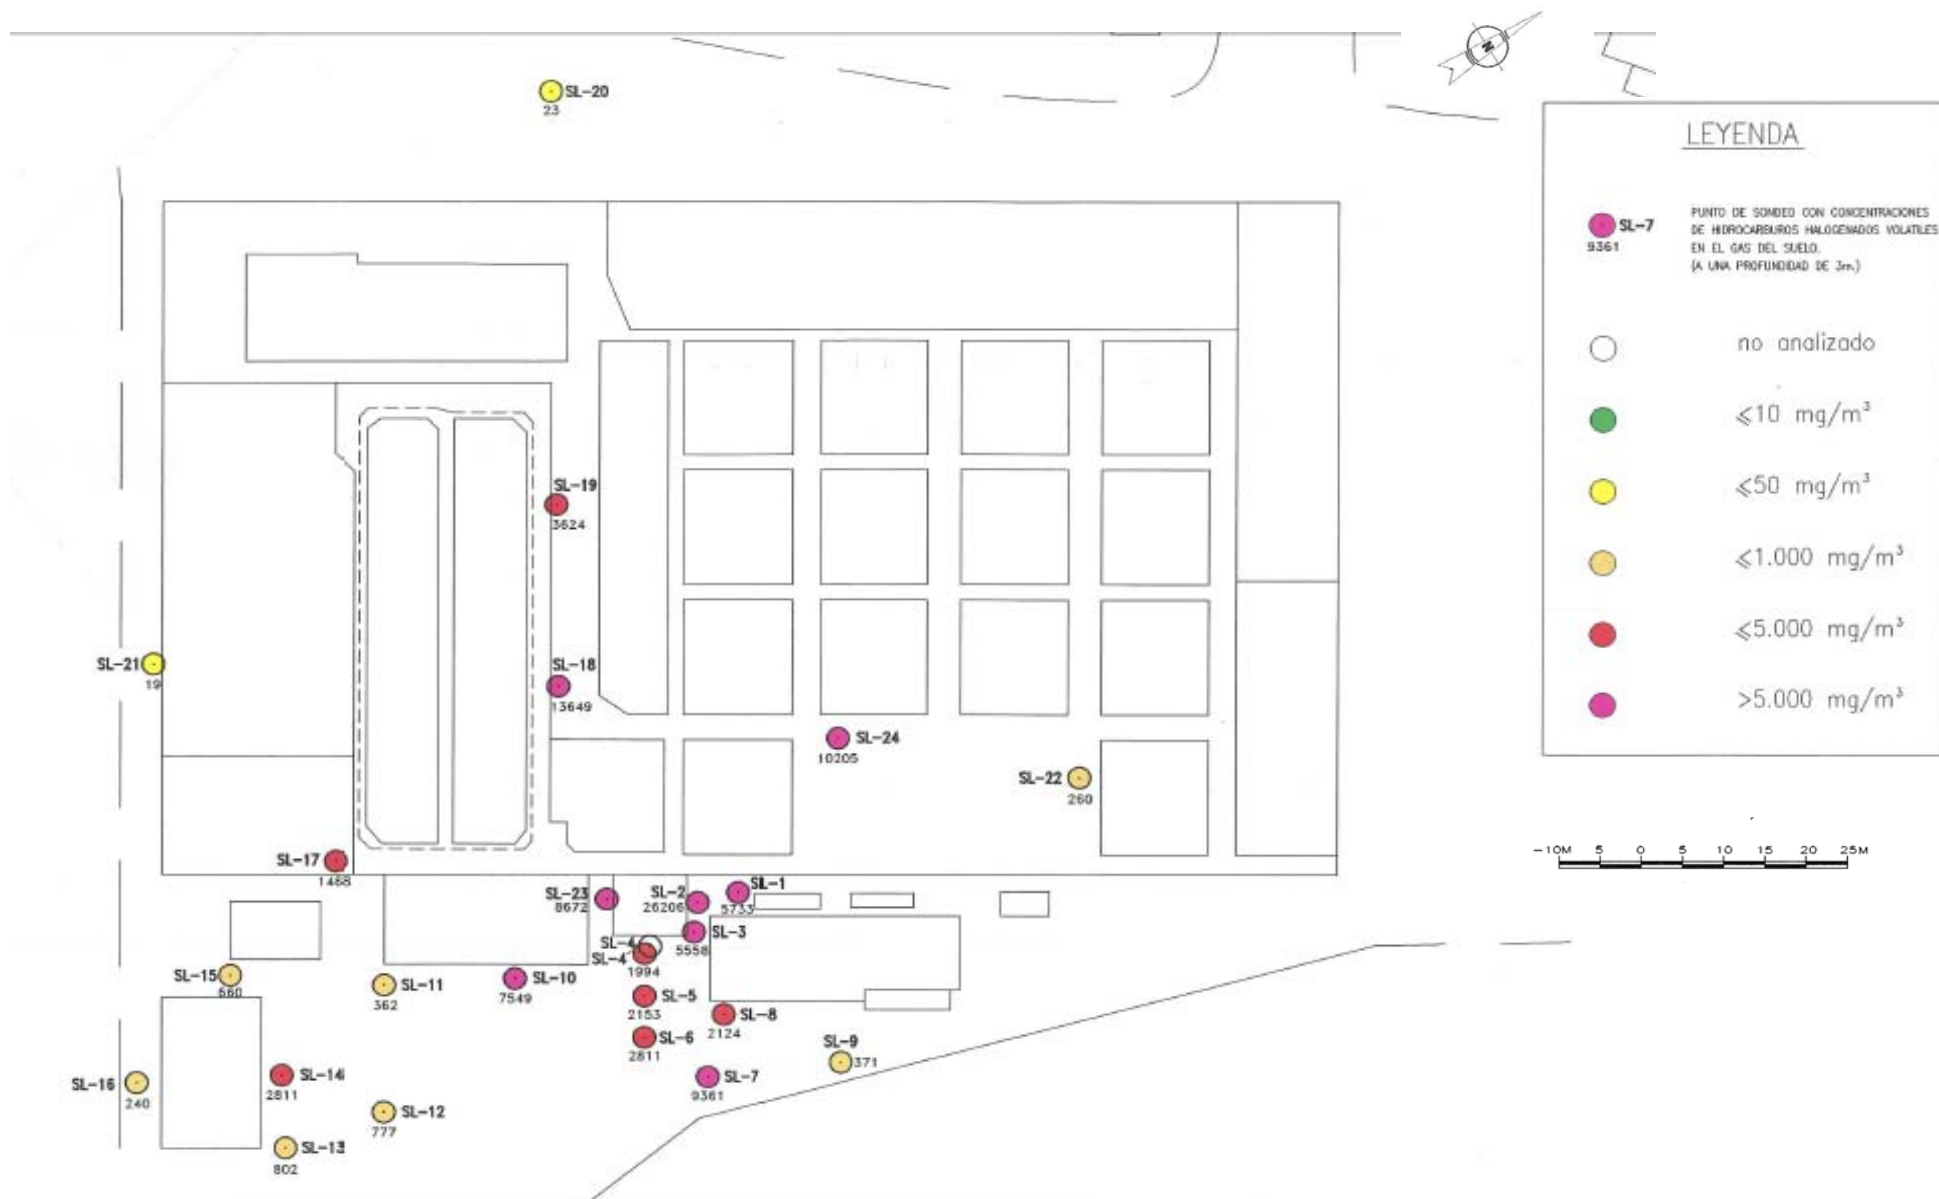 N
SL-20
23
LEYENDA
SL-7
9361
PUNTO DE SONDEO CON CONCENTRACIONES
DE HIDROCARBUROS HALOGENADOS VOLATILES
EN EL GAS DEL SUELO.
(A UNA PROFUNDIDAD DE 3m.)
no analizado
≤10 mg/m³
≤50 mg/m³
≤1.000 mg/m³
≤5.000 mg/m³
>5.000 mg/m³
SL-19
3624
SL-21
19
SL-18
13649
SL-24
10205
SL-22
260
-10M 5 0 5 10 15 20 25M
SL-17
1468
SL-23
8672
SL-2
26206
SL-1
5733
SL-3
5558
SL-4
SL-4
1994
SL-15
660
SL-11
362
SL-10
7549
SL-5
2153
SL-8
2124
SL-6
2811
SL-9
371
SL-16
240
SL-14
2811
SL-7
9361
SL-12
777
SL-13
802